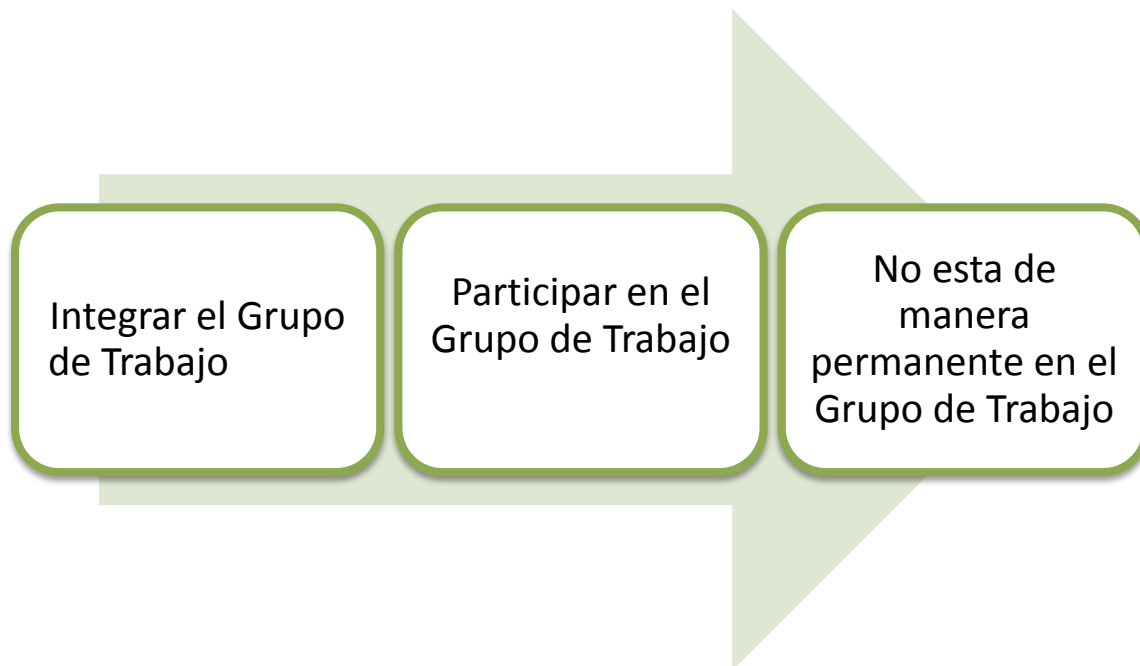 Integrar el Grupo
de Trabajo
Participar en el
Grupo de Trabajo
No esta de
manera
permanente en el
Grupo de Trabajo